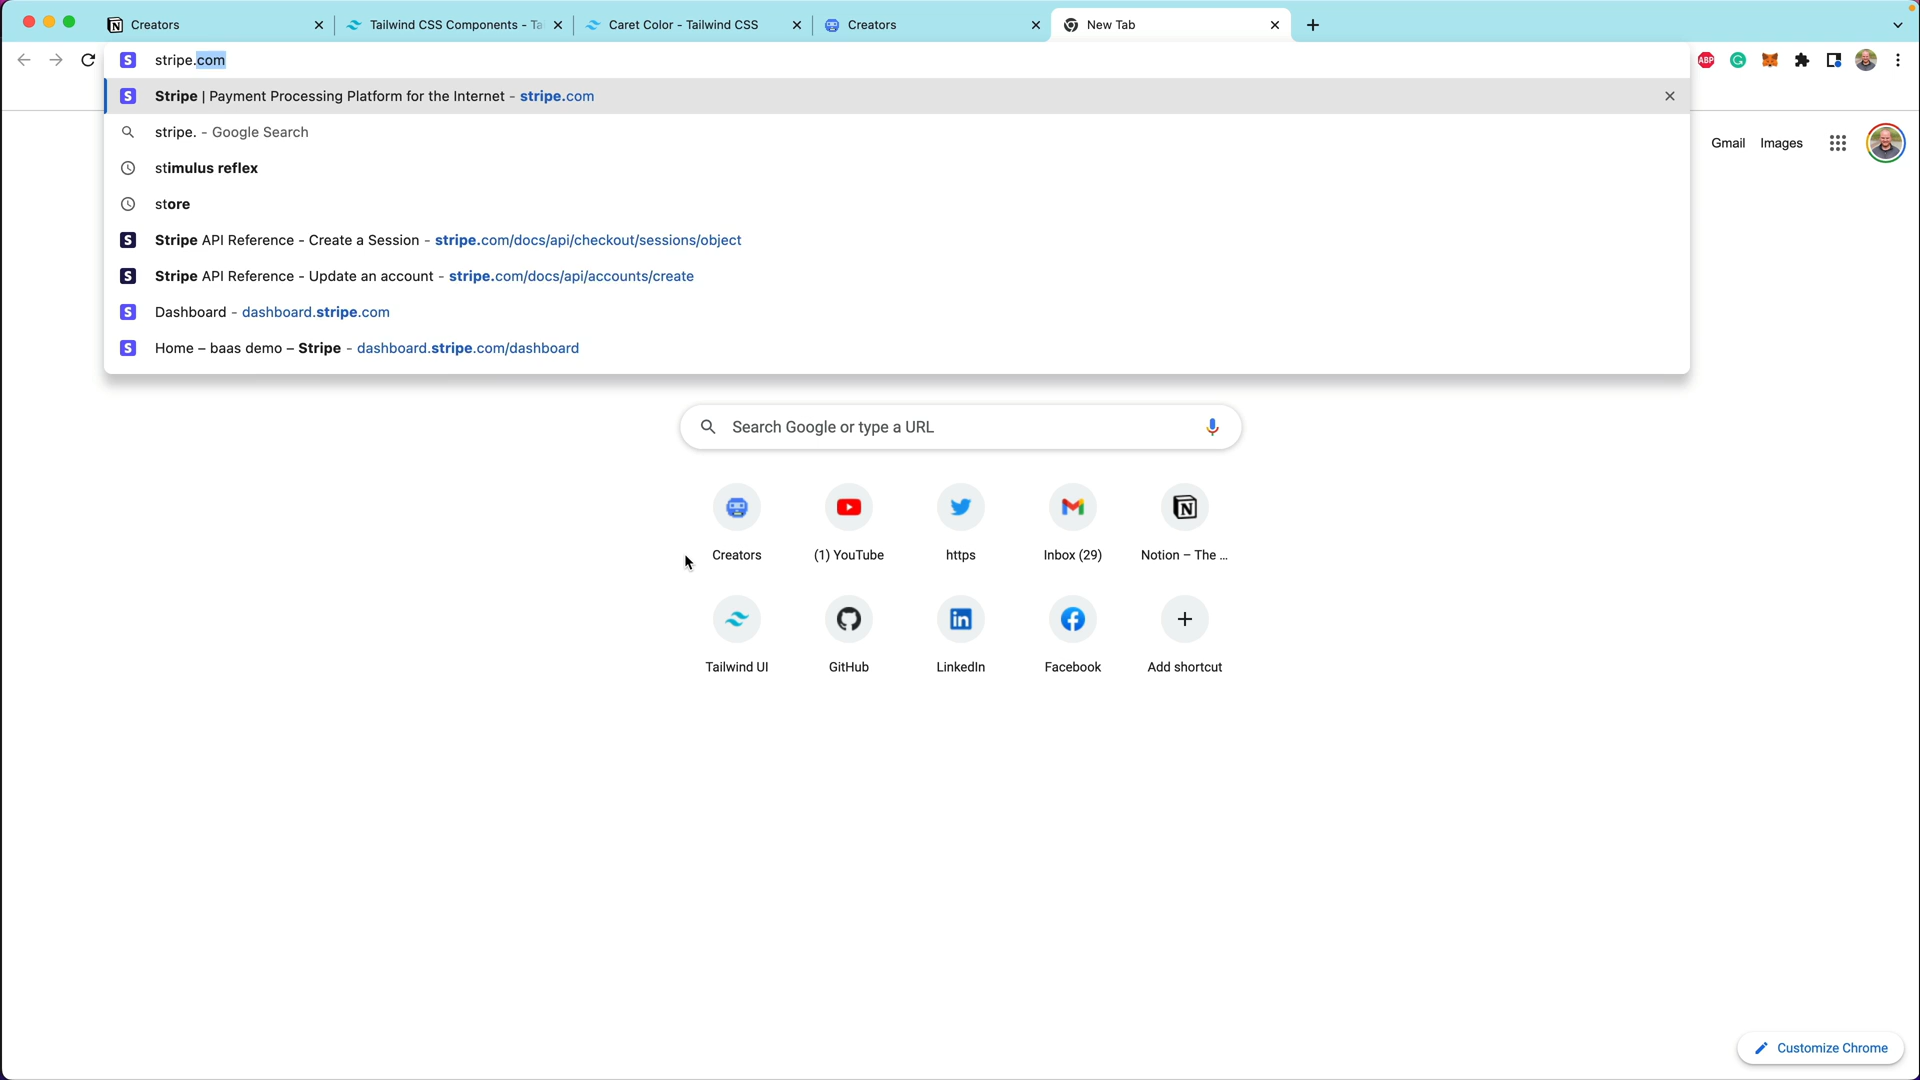 Creators
Tailwind CSS Components - Ta
Caret Color - Tailwind CSS
Creators
New Tab
stripe.com
ABP
Stripe | Payment Processing Platform for the Internet - stripe.com
stripe. - Google Search
stimulus reflex
store
Stripe API Reference - Create a Session - stripe.com/docs/api/checkout/sessions/object
Stripe API Reference - Update an account - stripe.com/docs/api/accounts/create
Dashboard - dashboard.stripe.com
Home – baas demo – Stripe - dashboard.stripe.com/dashboard
Gmail Images
Search Google or type a URL
Creators (1) YouTube https Inbox (29) Notion – The ...
Tailwind UI GitHub LinkedIn Facebook Add shortcut
Customize Chrome